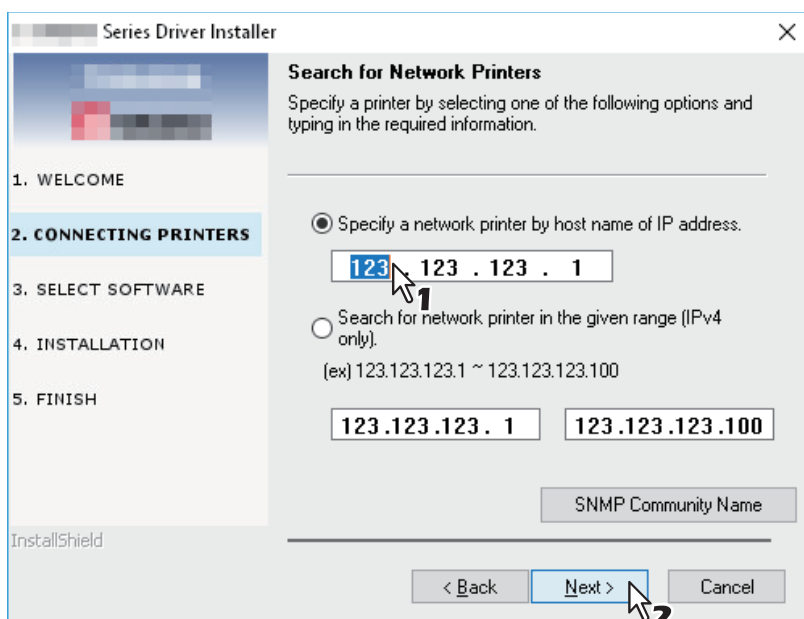 Series Driver Installer
1. WELCOME
2. CONNECTING PRINTERS
3. SELECT SOFTWARE
4. INSTALLATION
5. FINISH
InstallShield
Search for Network Printers
Specify a printer by selecting one of the following options and
typing in the required information.
Specify a network printer by host name of IP address.
123 . 123 . 123 . 1
1
Search for network printer in the given range (IPv4
only).
(ex) 123.123.123.1 ~ 123.123.123.100
123.123.123. 1 123.123.123.100
SNMP Community Name
< Back Next > Cancel
2